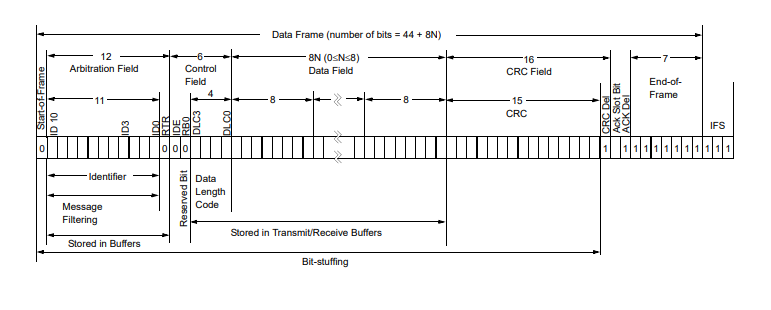 Data Frame (number of bits = 44 + 8N)
12
Arbitration Field
6
Control
Field
8N (0≤N≤8)
Data Field
16
CRC Field
7
End-of-
Frame
11
4
8
8
15
CRC
IFS
Start-of-Frame
ID 10
ID3
ID0
RTR
IDE
RB0
DLC3
DLC0
CRC Del
Ack Slot Bit
ACK Del
0
0
0
0
1
1
1
1
1
1
1
1
1
1
1
1
Identifier
Message
Filtering
Stored in Buffers
Reserved Bit
Data
Length
Code
Stored in Transmit/Receive Buffers
Bit-stuffing